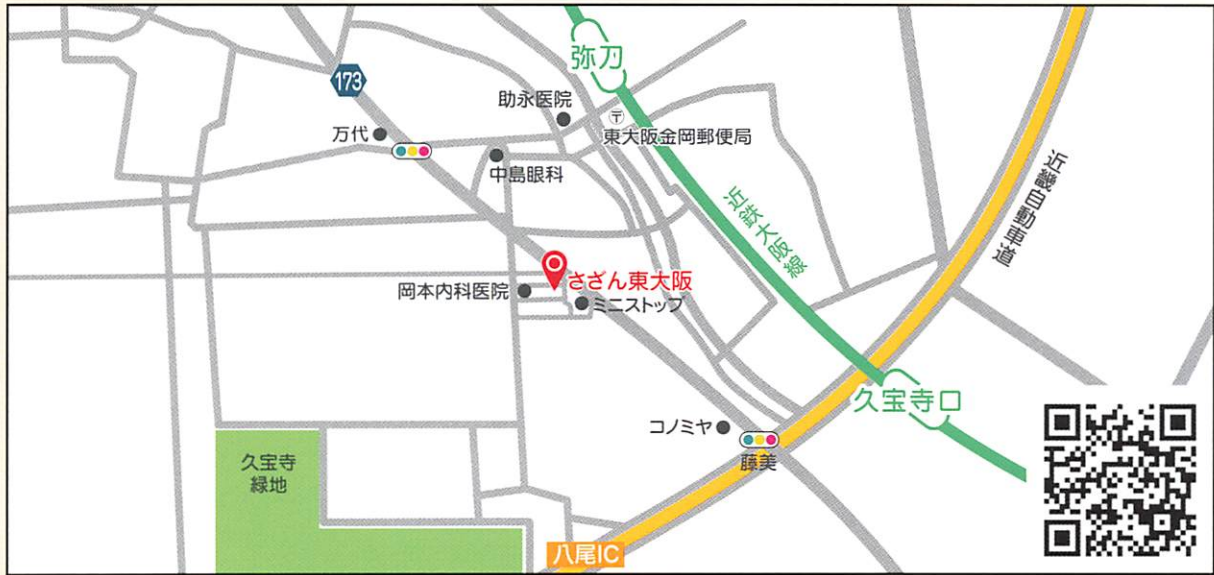 弥刀
173
助永医院
〒
東大阪金岡郵便局
万代
中島眼科
近畿自動車道
近鉄大阪線
さざん東大阪
岡本内科医院
ミニストップ
久宝寺口
コノミヤ
藤美
久宝寺
緑地
八尾IC